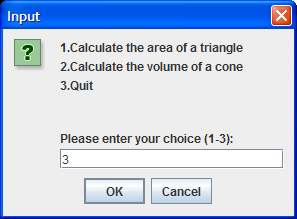 Input
1.Calculate the area of a triangle
2.Calculate the volume of a cone
3.Quit
Please enter your choice (1-3):
3
OK Cancel